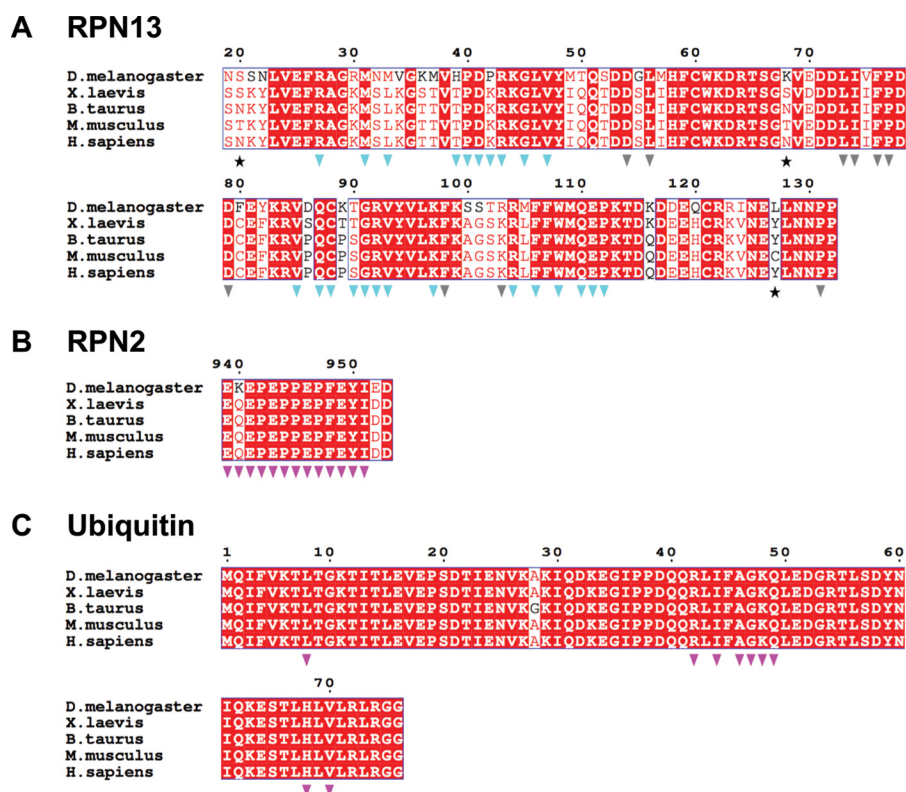 A RPN13
20 30 40 50 60 70
D.melanogaster NSSNLVEFRAGRMNMVGKMVHPDPRKGLVYMTQSDDGLMHFCWKDRTSGKVEDDLIVFPD
X.laevis SSKYLVEFRAGKMSLKGSTVTPDKRKGLVYIQQTDDSLIHFCWKDRTSGSVEDDLIIFPD
B.taurus SNKYLVEFRAGKMSLKGTTVTPDKRKGLVYIQQTDDSLIHFCWKDRTSGNVEDDLIIFPD
M.musculus STKYLVEFRAGKMSLKGTTVTPDKRKGLVYIQQTDDSLIHFCWKDRTSGNVEDDLIIFPD
H.sapiens SNKYLVEFRAGKMSLKGTTVTPDKRKGLVYIQQTDDSLIHFCWKDRTSGNVEDDLIIFPD
80 90 100 110 120 130
D.melanogaster DFEYKRVDQCKTGRVYVLKFKSSTRRMFFWMQEPKTDKDDEQCRRINELLNNPP
X.laevis DCEFKRVSQCTTGRVYVLKFKAGSKRLFFWMQEPKTDKDEEHCRKVNEYLNNPP
B.taurus DCEFKRVPQCPSGRVYVLKFKAGSKRLFFWMQEPKTDQDEEHCRKVNEYLNNPP
M.musculus DCEFKRVPQCPSGRVYVLKFKAGSKRLFFWMQEPKTDQDEEHCRKVNECLNNPP
H.sapiens DCEFKRVPQCPSGRVYVLKFKAGSKRLFFWMQEPKTDQDEEHCRKVNEYLNNPP
B RPN2
940 950
D.melanogaster EKEPEPPEPFEYIED
X.laevis EQEPEPPEPFEYIDD
B.taurus EQEPEPPEPFEYIDD
M.musculus EQEPEPPEPFEYIDD
H.sapiens EQEPEPPEPFEYIDD
C Ubiquitin
1 10 20 30 40 50 60
D.melanogaster MQIFVKTLTGKTITLEVEPSDTIENVKAKIQDKEGIPPDQQRLIFAGKQLEDGRTLSDYN
X.laevis MQIFVKTLTGKTITLEVEPSDTIENVKAKIQDKEGIPPDQQRLIFAGKQLEDGRTLSDYN
B.taurus MQIFVKTLTGKTITLEVEPSDTIENVKGKIQDKEGIPPDQQRLIFAGKQLEDGRTLSDYN
M.musculus MQIFVKTLTGKTITLEVEPSDTIENVKAKIQDKEGIPPDQQRLIFAGKQLEDGRTLSDYN
H.sapiens MQIFVKTLTGKTITLEVEPSDTIENVKAKIQDKEGIPPDQQRLIFAGKQLEDGRTLSDYN
70
D.melanogaster IQKESTLHLVLRLRGG
X.laevis IQKESTLHLVLRLRGG
B.taurus IQKESTLHLVLRLRGG
M.musculus IQKESTLHLVLRLRGG
H.sapiens IQKESTLHLVLRLRGG